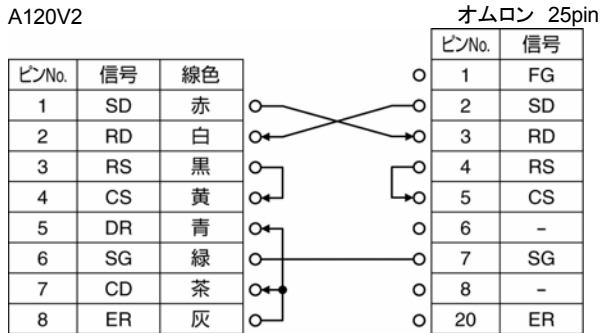 A120V2
オムロン 25pin
ピンNo. 信号
ピンNo. 信号 線色
1 FG
1 SD 赤
2 SD
2 RD 白
3 RD
3 RS 黒
4 RS
4 CS 黄
5 CS
5 DR 青
6 -
6 SG 緑
7 SG
7 CD 茶
8 -
8 ER 灰
20 ER